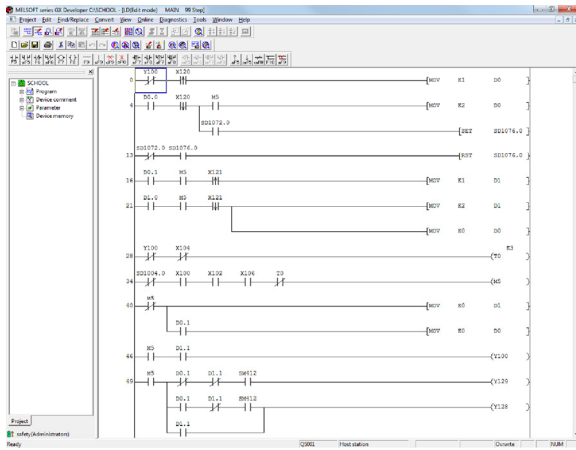 MELSOFT series GX Developer C:\SCHOOL - [LD(Edit mode) MAIN 99 Step]
Project Edit Find/Replace Convert View Online Diagnostics Tools Window Help
SCHOOL
Program
Device comment
Parameter
Device memory
Y100 X120
0 [MOV K1 D0 ]
D0.0 X120 M5
4 [MOV K2 D0 ]
SD1072.0
[SET SD1076.0 ]
SD1072.0 SD1076.0
13 [RST SD1076.0 ]
D0.1 M5 X121
16 [MOV K1 D1 ]
D1.0 M5 X121
21 [MOV K2 D1 ]
[MOV K0 D0 ]
Y100 X104 K3
28 (T0 )
SD1004.0 X100 X102 X106 T0
34 (M5 )
M5
40 [MOV K0 D1 ]
D0.1
[MOV K0 D0 ]
M5 D1.1
46 (Y100 )
M5 D0.1 D1.1 SM412
49 (Y129 )
D0.1 D1.1 SM412
(Y128 )
D1.1
Project
safety(Administrators)
Ready QS001 Host station Ovrwrte NUM